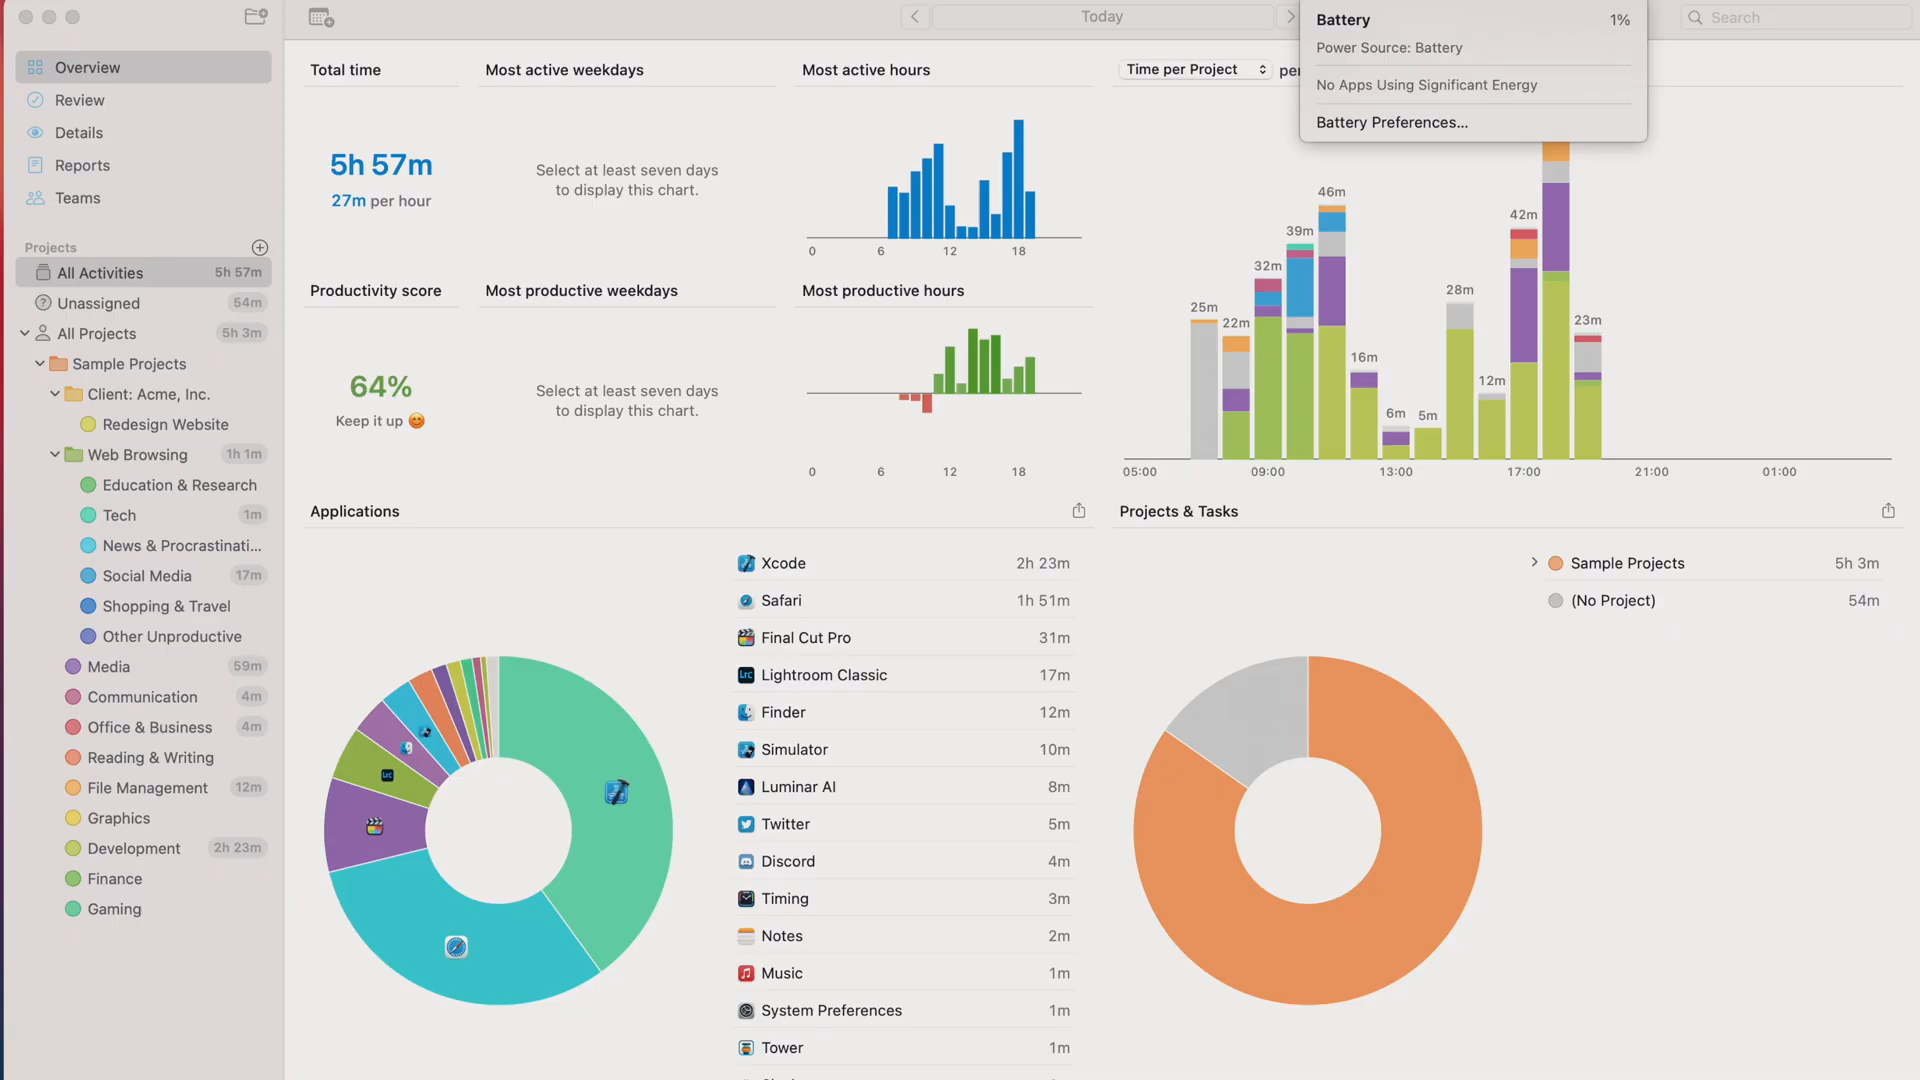 Today
Battery 1%
Power Source: Battery
No Apps Using Significant Energy
Battery Preferences...
Search
Overview
Review
Details
Reports
Teams
Projects
All Activities 5h 57m
Unassigned 54m
All Projects 5h 3m
Sample Projects
Client: Acme, Inc.
Redesign Website
Web Browsing 1h 1m
Education & Research
Tech 1m
News & Procrastinati...
Social Media 17m
Shopping & Travel
Other Unproductive
Media 59m
Communication 4m
Office & Business 4m
Reading & Writing
File Management 12m
Graphics
Development 2h 23m
Finance
Gaming
Total time
5h 57m
27m per hour
Most active weekdays
Select at least seven days
to display this chart.
Most active hours
0 6 12 18
Time per Project
25m 22m 32m 39m 46m 16m 6m 5m 28m 12m 42m 23m
05:00 09:00 13:00 17:00 21:00 01:00
Productivity score
64%
Keep it up
Most productive weekdays
Select at least seven days
to display this chart.
Most productive hours
0 6 12 18
Applications
Lrc
Xcode 2h 23m
Safari 1h 51m
Final Cut Pro 31m
Lrc Lightroom Classic 17m
Finder 12m
Simulator 10m
Luminar AI 8m
Twitter 5m
Discord 4m
Timing 3m
Notes 2m
Music 1m
System Preferences 1m
Tower 1m
Projects & Tasks
Sample Projects 5h 3m
(No Project) 54m